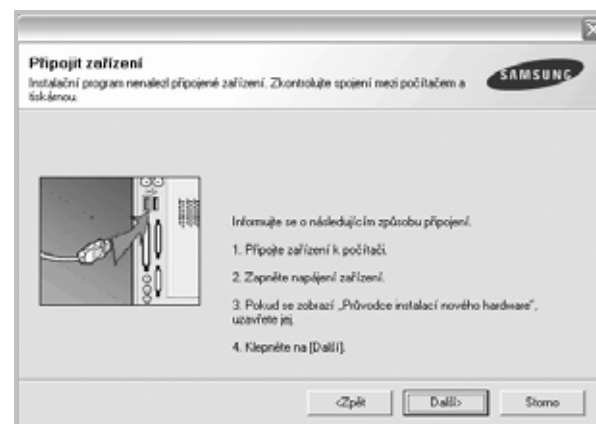 Připojit zařízení
Instalační program nenalezl připojené zařízení. Zkontrolujte spojení mezi počítačem a
tiskárnou.
SAMSUNG
Informujte se o následujícím způsobu připojení.
1. Připojte zařízení k počítači.
2. Zapněte napájení zařízení.
3. Pokud se zobrazí „Průvodce instalací nového hardware",
uzavřete jej.
4. Klepněte na [Další].
<Zpět
Další>
Storno